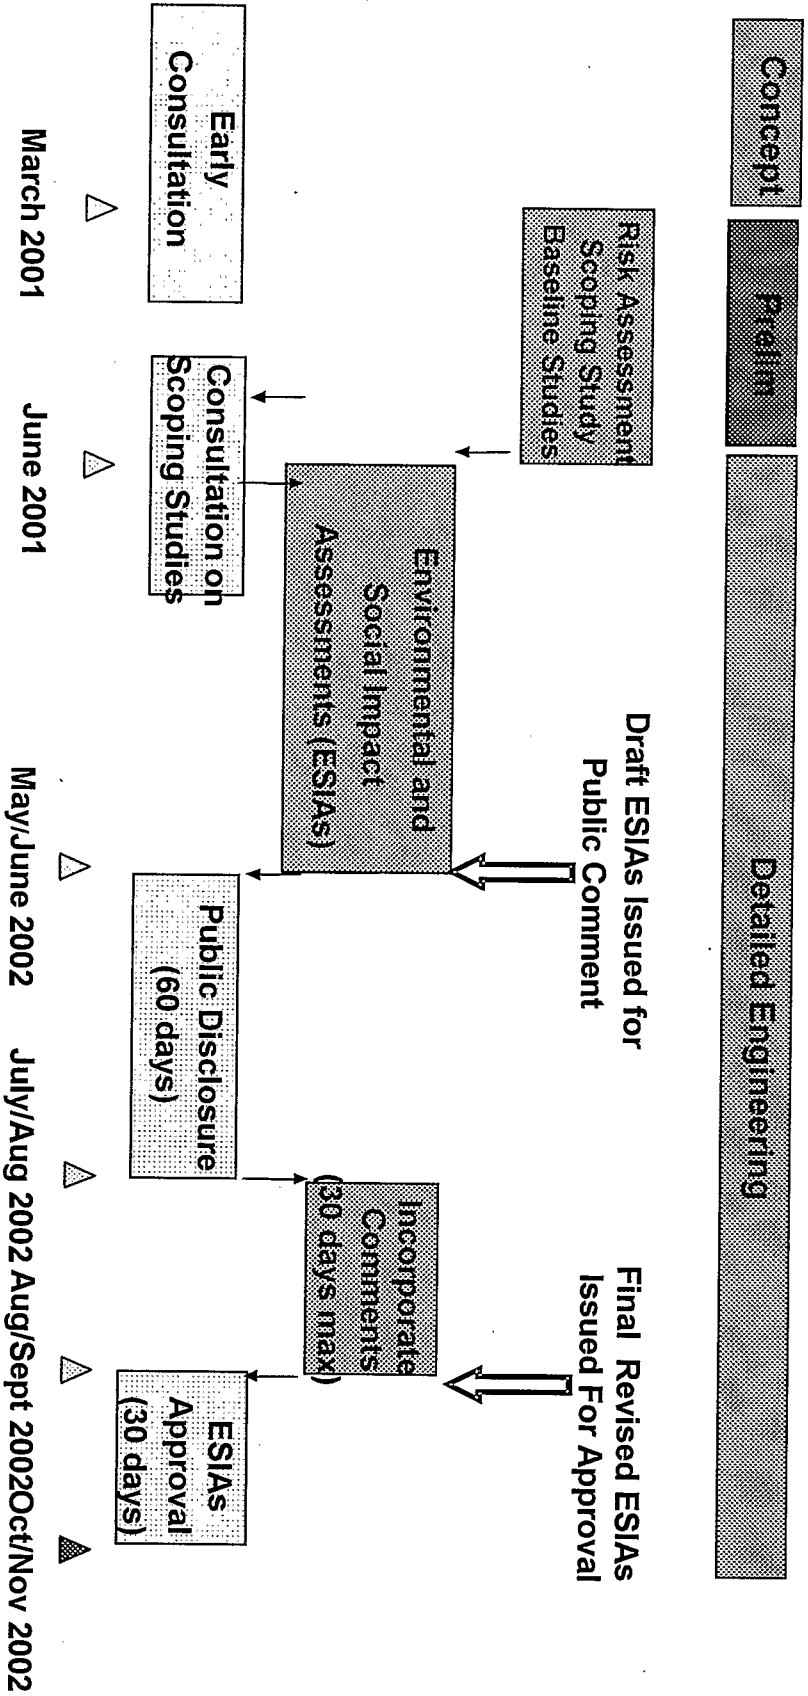 Concept
Prelim
Detailed Engineering
Risk Assessment
Scoping Study
Baseline Studies
Draft ESIAs Issued for
Public Comment
Final Revised ESIAs
Issued For Approval
Environmental and
Social Impact
Assessments (ESIAs)
Incorporate
Comments
(30 days max)
Early
Consultation
Consultation on
Scoping Studies
Public Disclosure
(60 days)
ESIAs
Approval
(30 days)
March 2001
June 2001
May/June 2002
July/Aug 2002
Aug/Sept 2002
Oct/Nov 2002